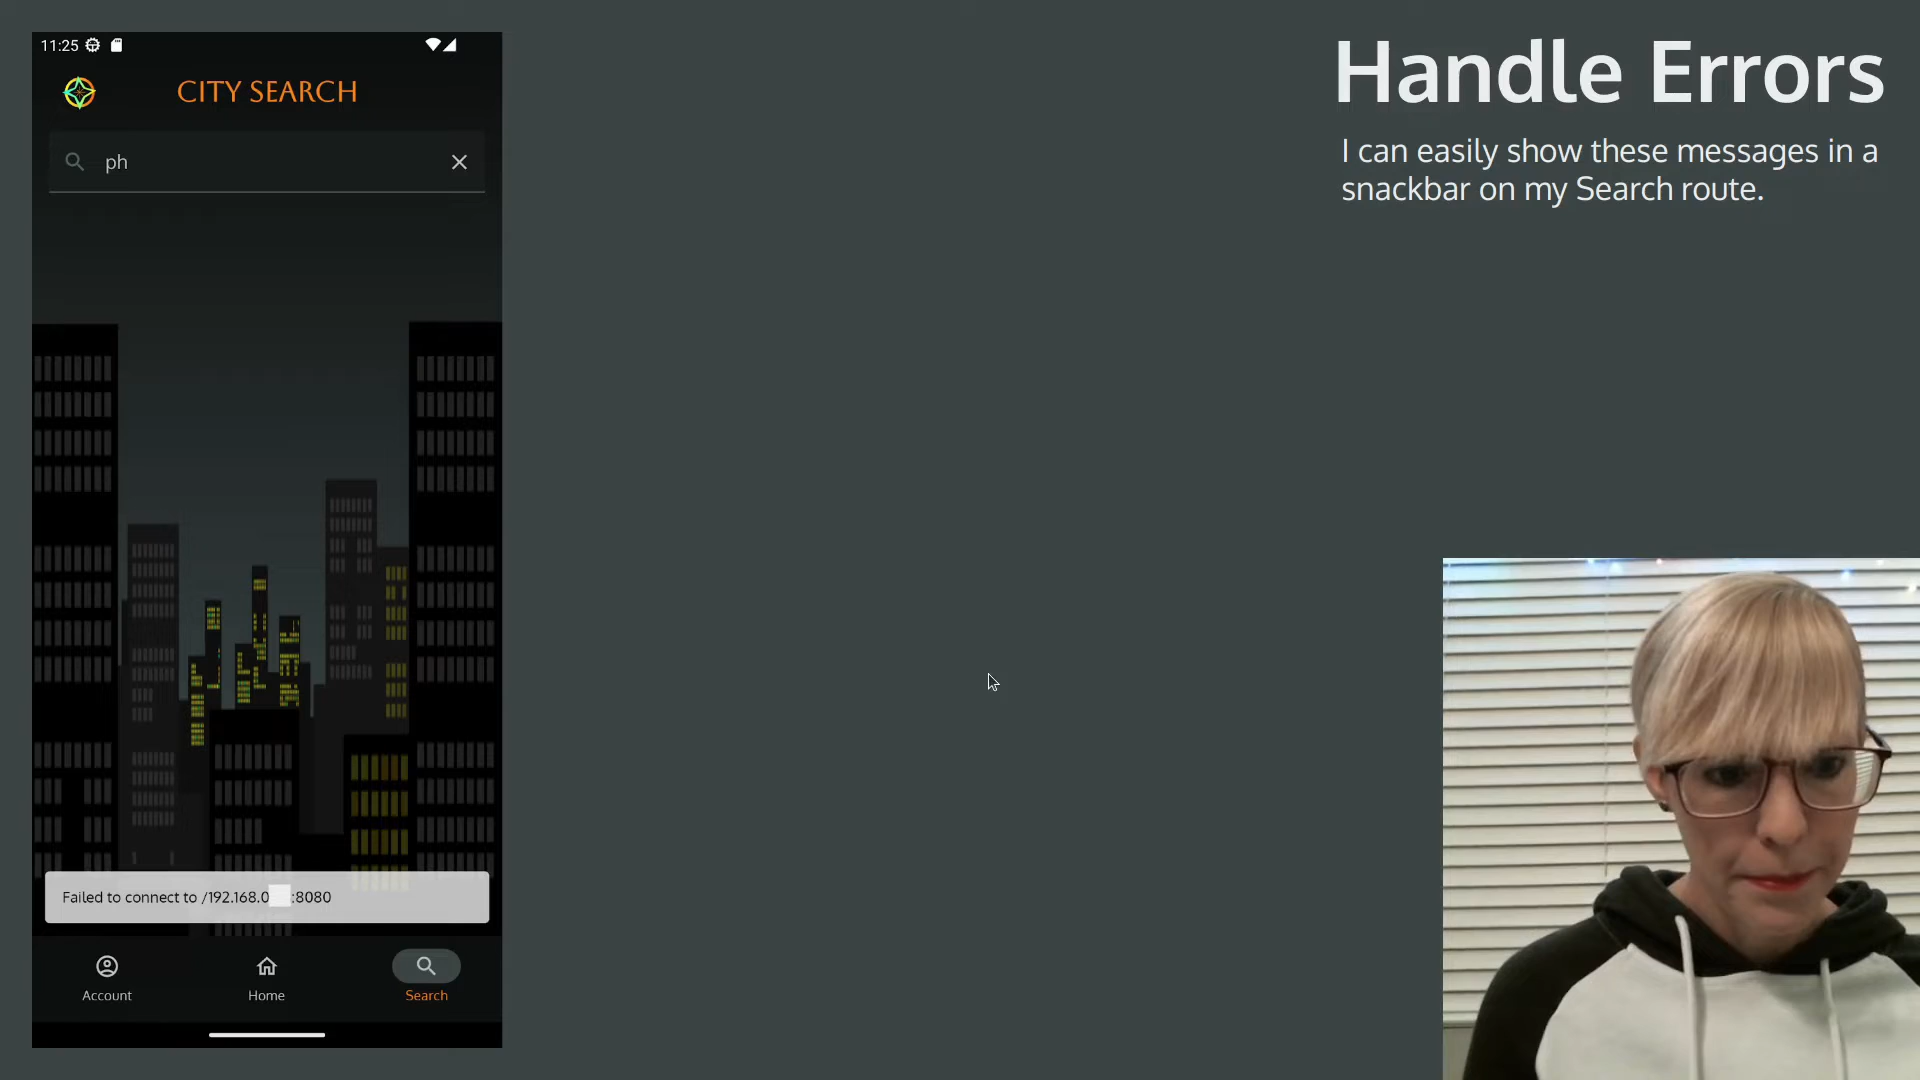 11:25
CITY SEARCH
ph
Failed to connect to /192.168.0 :8080
Account
Home
Search
Handle Errors
I can easily show these messages in a
snackbar on my Search route.